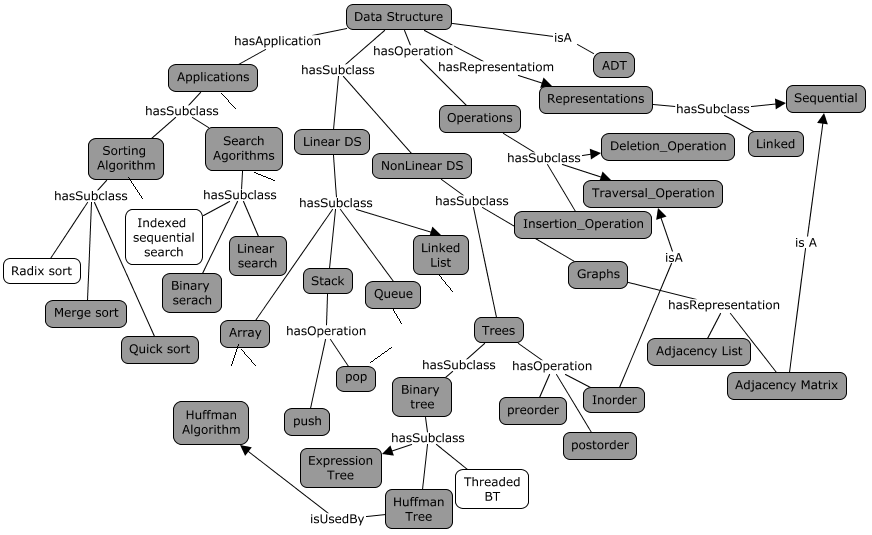 Data Structure
hasApplication
hasOperation
isA
hasSubclass
hasRepresentatiom
ADT
Applications
Representations
Sequential
hasSubclass
hasSubclass
Operations
Linear DS
Linked
Sorting
Algorithm
Search
Agorithms
NonLinear DS
Deletion_Operation
hasSubclass
Traversal_Operation
hasSubclass
hasSubclass
hasSubclass
hasSubclass
Insertion_Operation
Indexed
sequential
search
Linear
search
Linked
List
isA
is A
Radix sort
Binary
serach
Stack
Queue
Graphs
Merge sort
hasRepresentation
Array
hasOperation
Trees
Quick sort
Adjacency List
hasSubclass
hasOperation
pop
Adjacency Matrix
Binary
tree
preorder
Inorder
Huffman
Algorithm
push
hasSubclass
postorder
Expression
Tree
Threaded
BT
Huffman
Tree
isUsedBy